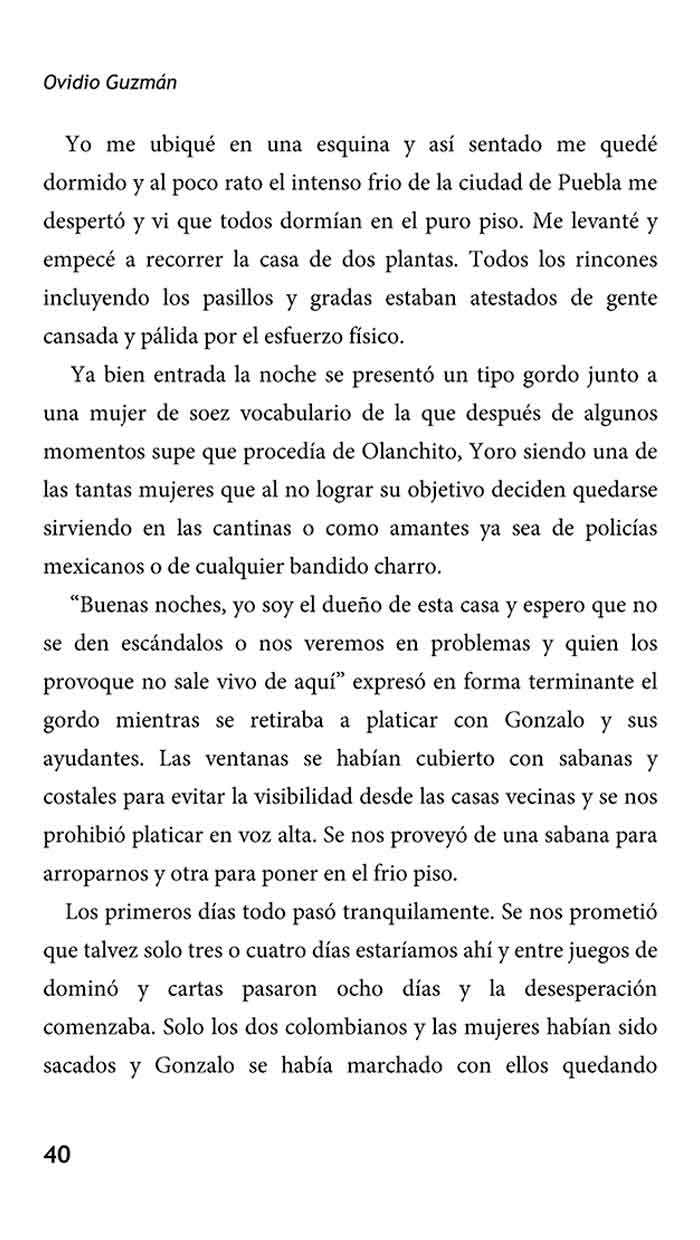 Ovidio Guzmán
Yo me ubiqué en una esquina y así sentado me quedé
dormido y al poco rato el intenso frio de la ciudad de Puebla me
despertó y vi que todos dormían en el puro piso. Me levanté y
empecé a recorrer la casa de dos plantas. Todos los rincones
incluyendo los pasillos y gradas estaban atestados de gente
cansada y pálida por el esfuerzo físico.
Ya bien entrada la noche se presentó un tipo gordo junto a
una mujer de soez vocabulario de la que después de algunos
momentos supe que procedía de Olanchito, Yoro siendo una de
las tantas mujeres que al no lograr su objetivo deciden quedarse
sirviendo en las cantinas o como amantes ya sea de policías
mexicanos o de cualquier bandido charro.
“Buenas noches, yo soy el dueño de esta casa y espero que no
se den escándalos o nos veremos en problemas y quien los
provoque no sale vivo de aquí” expresó en forma terminante el
gordo mientras se retiraba a platicar con Gonzalo y sus
ayudantes. Las ventanas se habían cubierto con sabanas y
costales para evitar la visibilidad desde las casas vecinas y se nos
prohibió platicar en voz alta. Se nos proveyó de una sabana para
arroparnos y otra para poner en el frio piso.
Los primeros días todo pasó tranquilamente. Se nos prometió
que talvez solo tres o cuatro días estaríamos ahí y entre juegos de
dominó y cartas pasaron ocho días y la desesperación
comenzaba. Solo los dos colombianos y las mujeres habían sido
sacados y Gonzalo se había marchado con ellos quedando
40